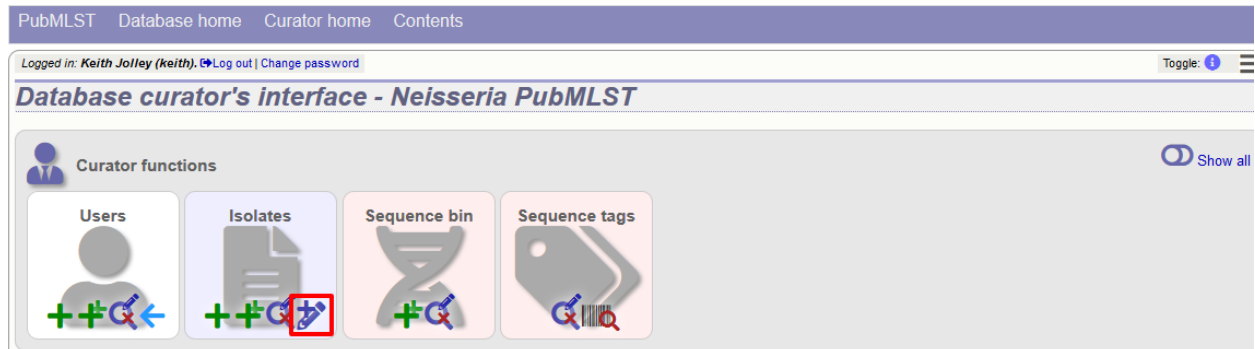 PubMLST Database home Curator home Contents
Logged in: Keith Jolley (keith). Log out | Change password Toggle: i
Database curator's interface - Neisseria PubMLST
Curator functions Show all
Users Isolates Sequence bin Sequence tags